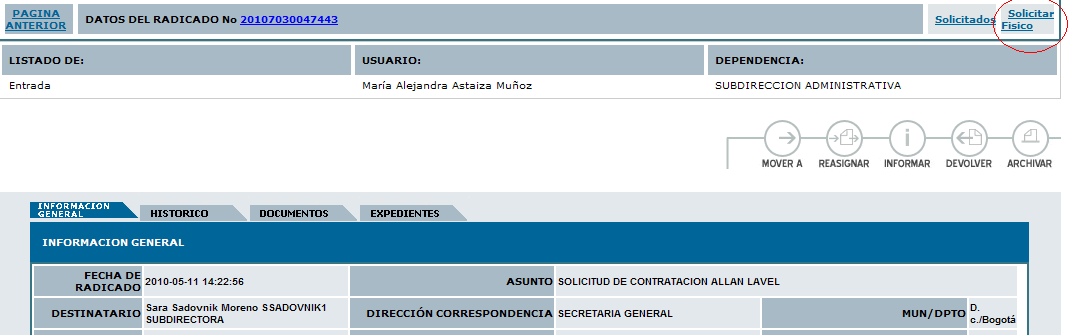 PAGINA
ANTERIOR
DATOS DEL RADICADO No 20107030047443
Solicitados
Solicitar
Fisico
LISTADO DE:
USUARIO:
DEPENDENCIA:
Entrada
María Alejandra Astaiza Muñoz
SUBDIRECCION ADMINISTRATIVA
MOVER A
REASIGNAR
INFORMAR
DEVOLVER
ARCHIVAR
INFORMACION
GENERAL
HISTORICO
DOCUMENTOS
EXPEDIENTES
INFORMACION GENERAL
FECHA DE
RADICADO
2010-05-11 14:22:56
ASUNTO
SOLICITUD DE CONTRATACION ALLAN LAVEL
DESTINATARIO
Sara Sadovnik Moreno SSADOVNIK1
SUBDIRECTORA
DIRECCIÓN CORRESPONDENCIA
SECRETARIA GENERAL
MUN/DPTO
D.
c./Bogotá